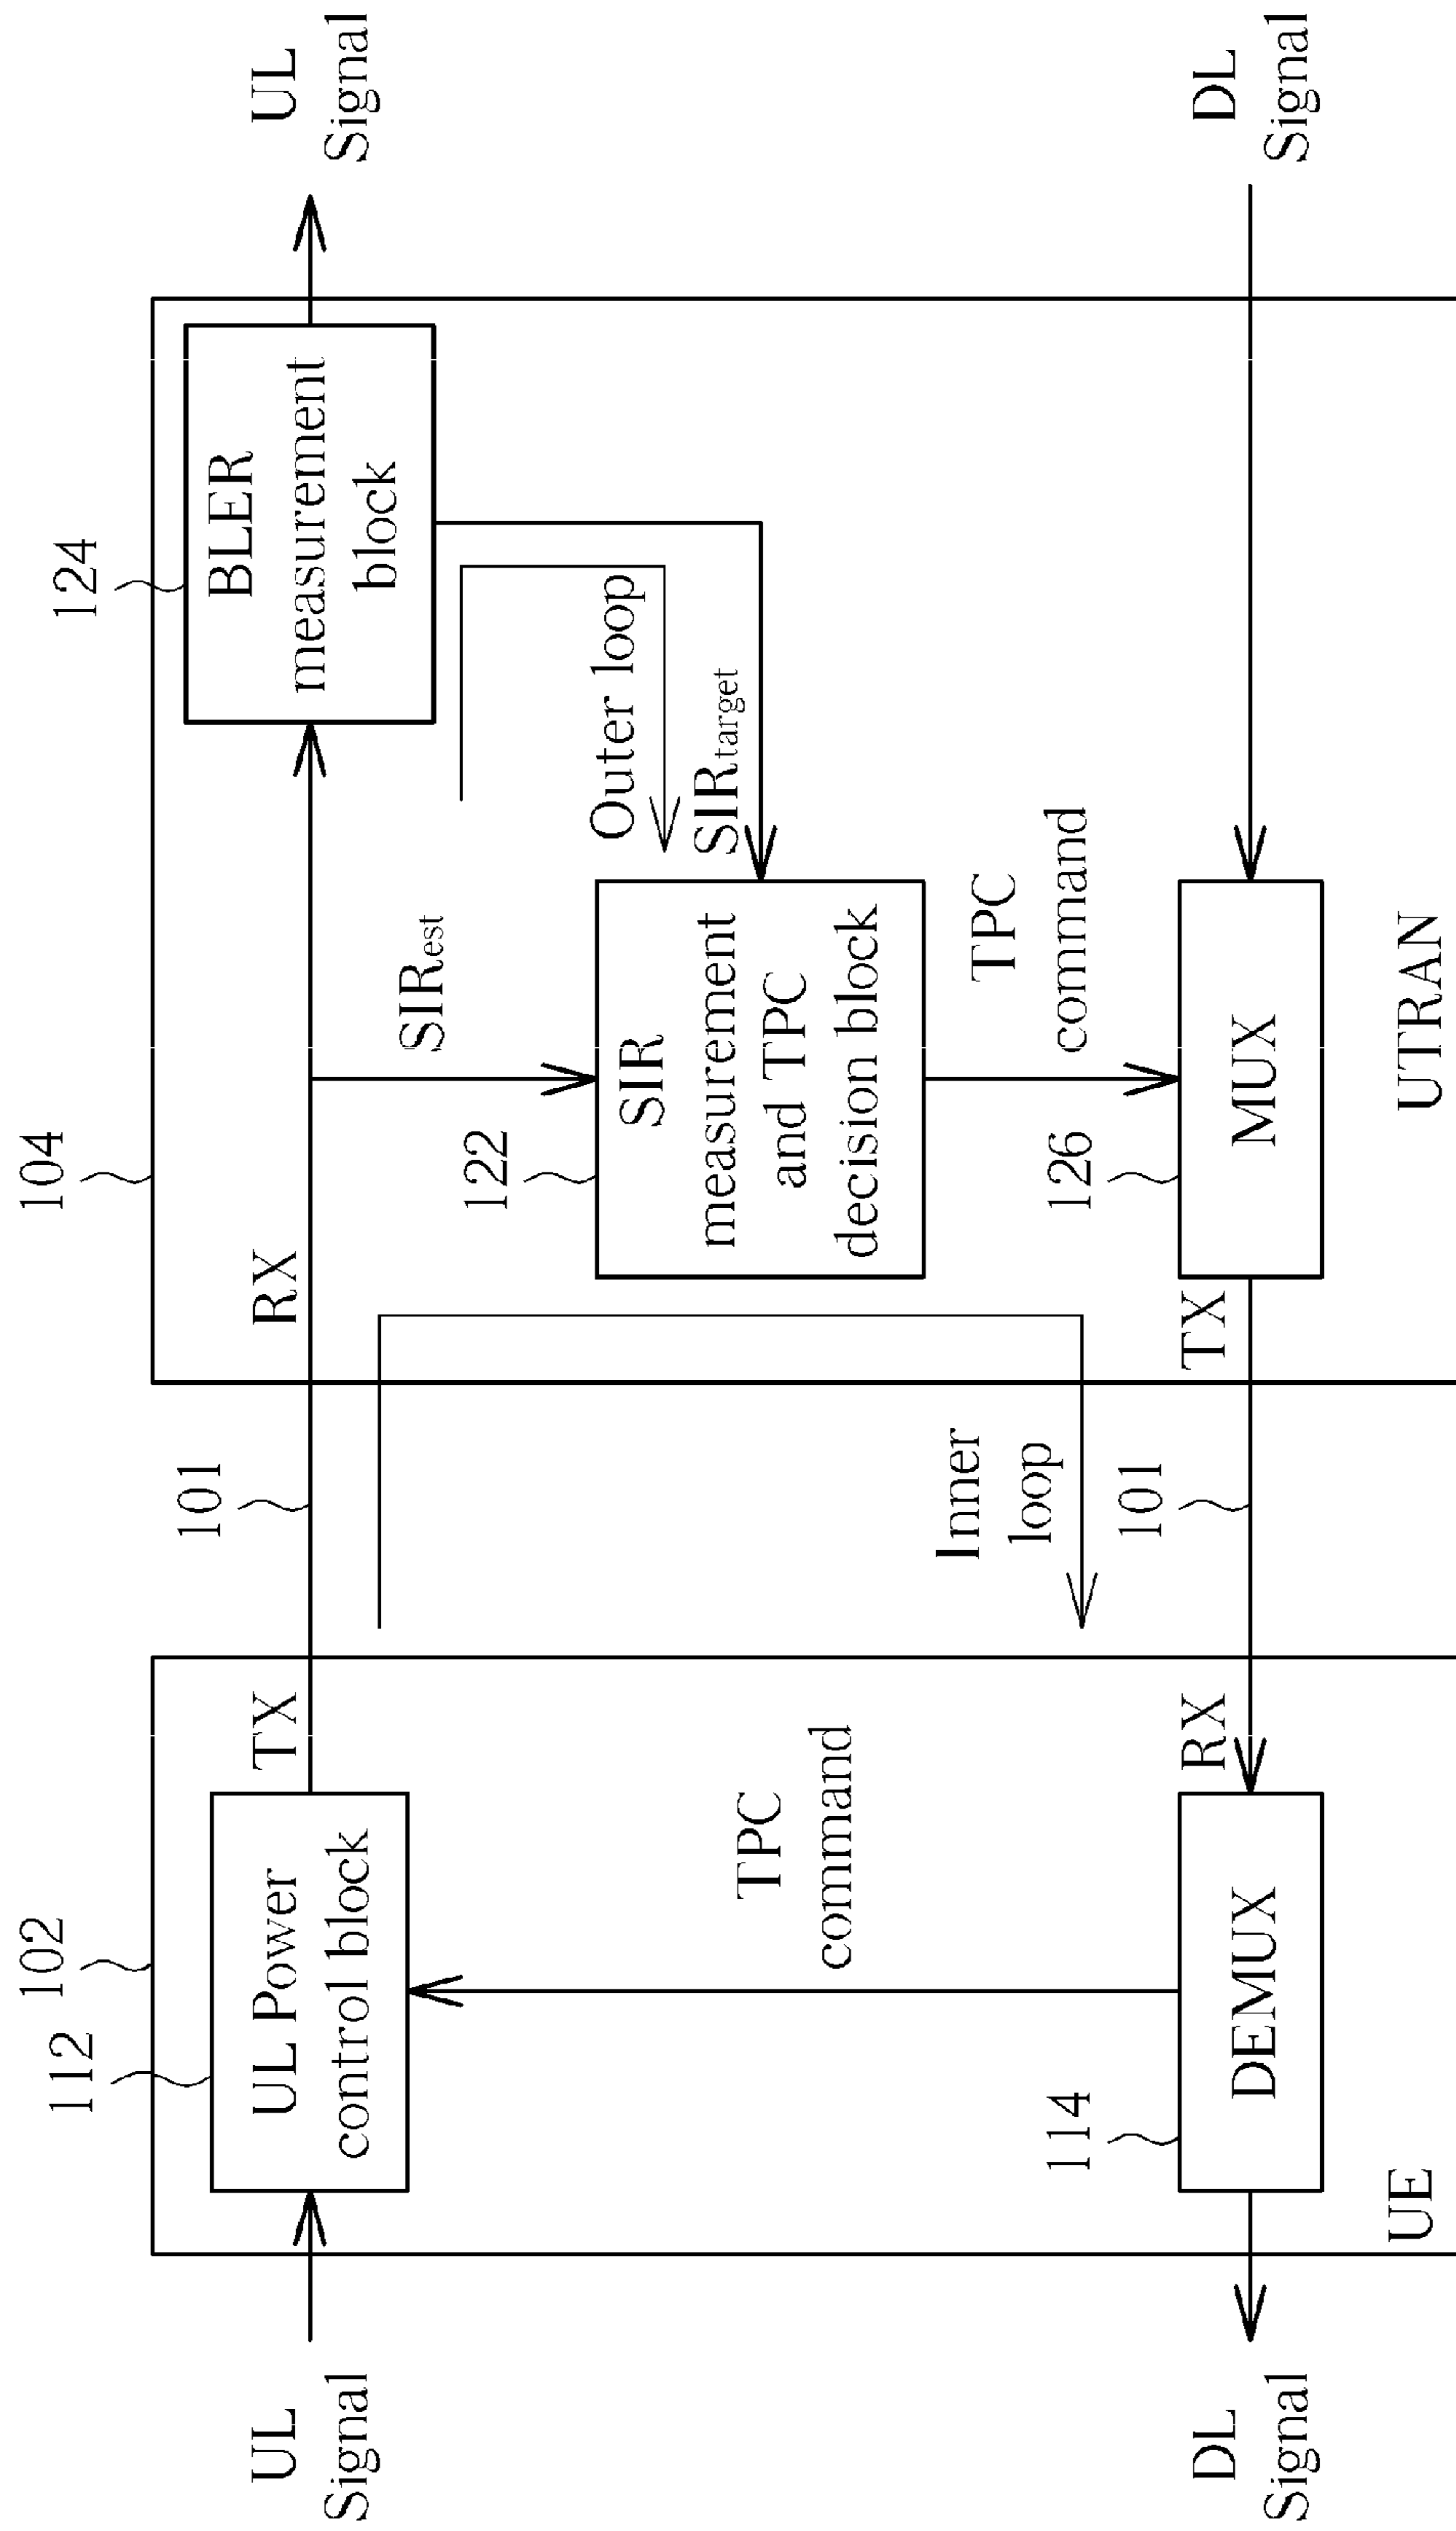 102
112
UL
Signal
UL Power
control block
TX
101
104
RX
124
BLER
measurement
block
UL
Signal
SIRest
Outer loop
SIRtarget
122
SIR
measurement
and TPC
decision block
TPC
command
Inner
loop
TPC
command
114
DL
Signal
DEMUX
RX
101
TX
126
MUX
DL
Signal
UE
UTRAN